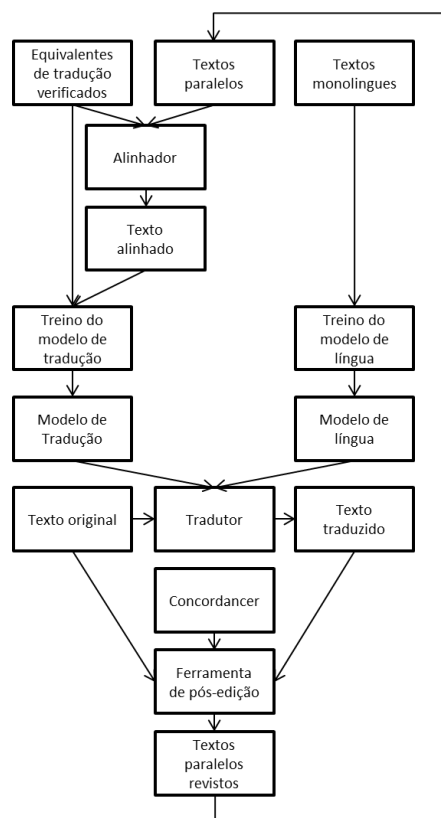 Equivalentes
de tradução
verificados
Textos
paralelos
Textos
monolingues
Alinhador
Texto
alinhado
Treino do
modelo de
tradução
Treino do
modelo de
língua
Modelo de
Tradução
Modelo de
língua
Texto original
Tradutor
Texto
traduzido
Concordancer
Ferramenta
de pós-edição
Textos
paralelos
revistos